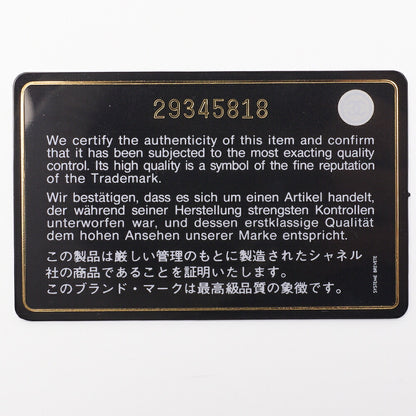 29345818
We certify the authenticity of this item and confirm
that it has been subjected to the most exacting quality
control. Its high quality is a symbol of the fine reputation
of the Trademark.
Wir bestätigen, dass es sich um einen Artikel handelt,
der während seiner Herstellung strengsten Kontrollen
unterworfen war, und dessen erstklassige Qualität
dem hohen Ansehen unserer Marke entspricht.
この製品は厳しい管理のもとに製造されたシャネル
社の商品であることを証明いたします。
このブランド・マークは最高級品質の象徴です。
SYSTEME BREVETE